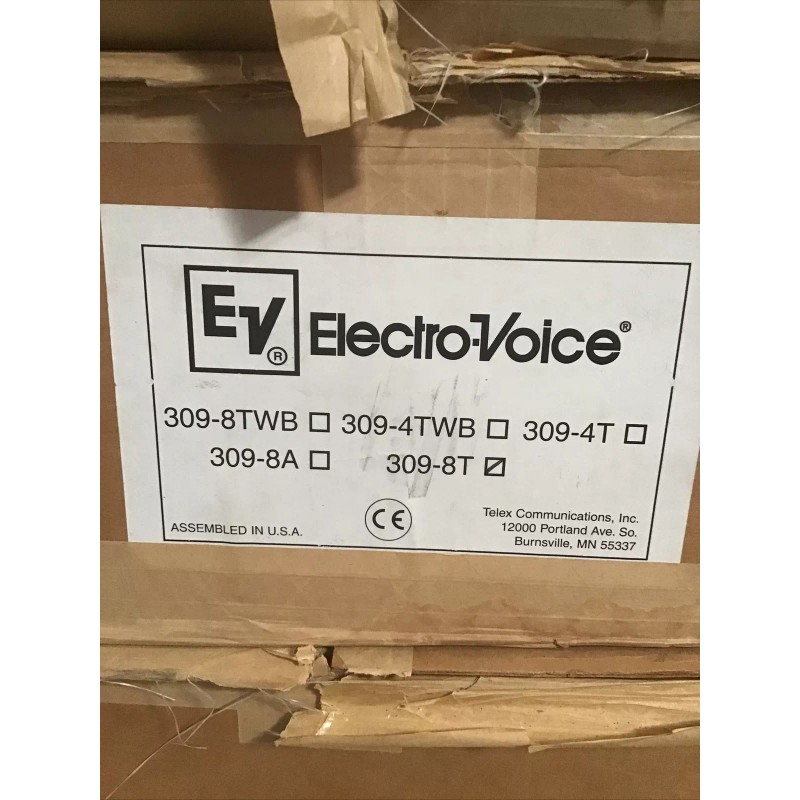 EV®
Electro-Voice®
309-8TWB ☐ 309-4TWB ☐ 309-4T ☐
309-8A ☐ 309-8T ☑
CE
ASSEMBLED IN U.S.A.
Telex Communications, Inc.
12000 Portland Ave. So.
Burnsville, MN 55337